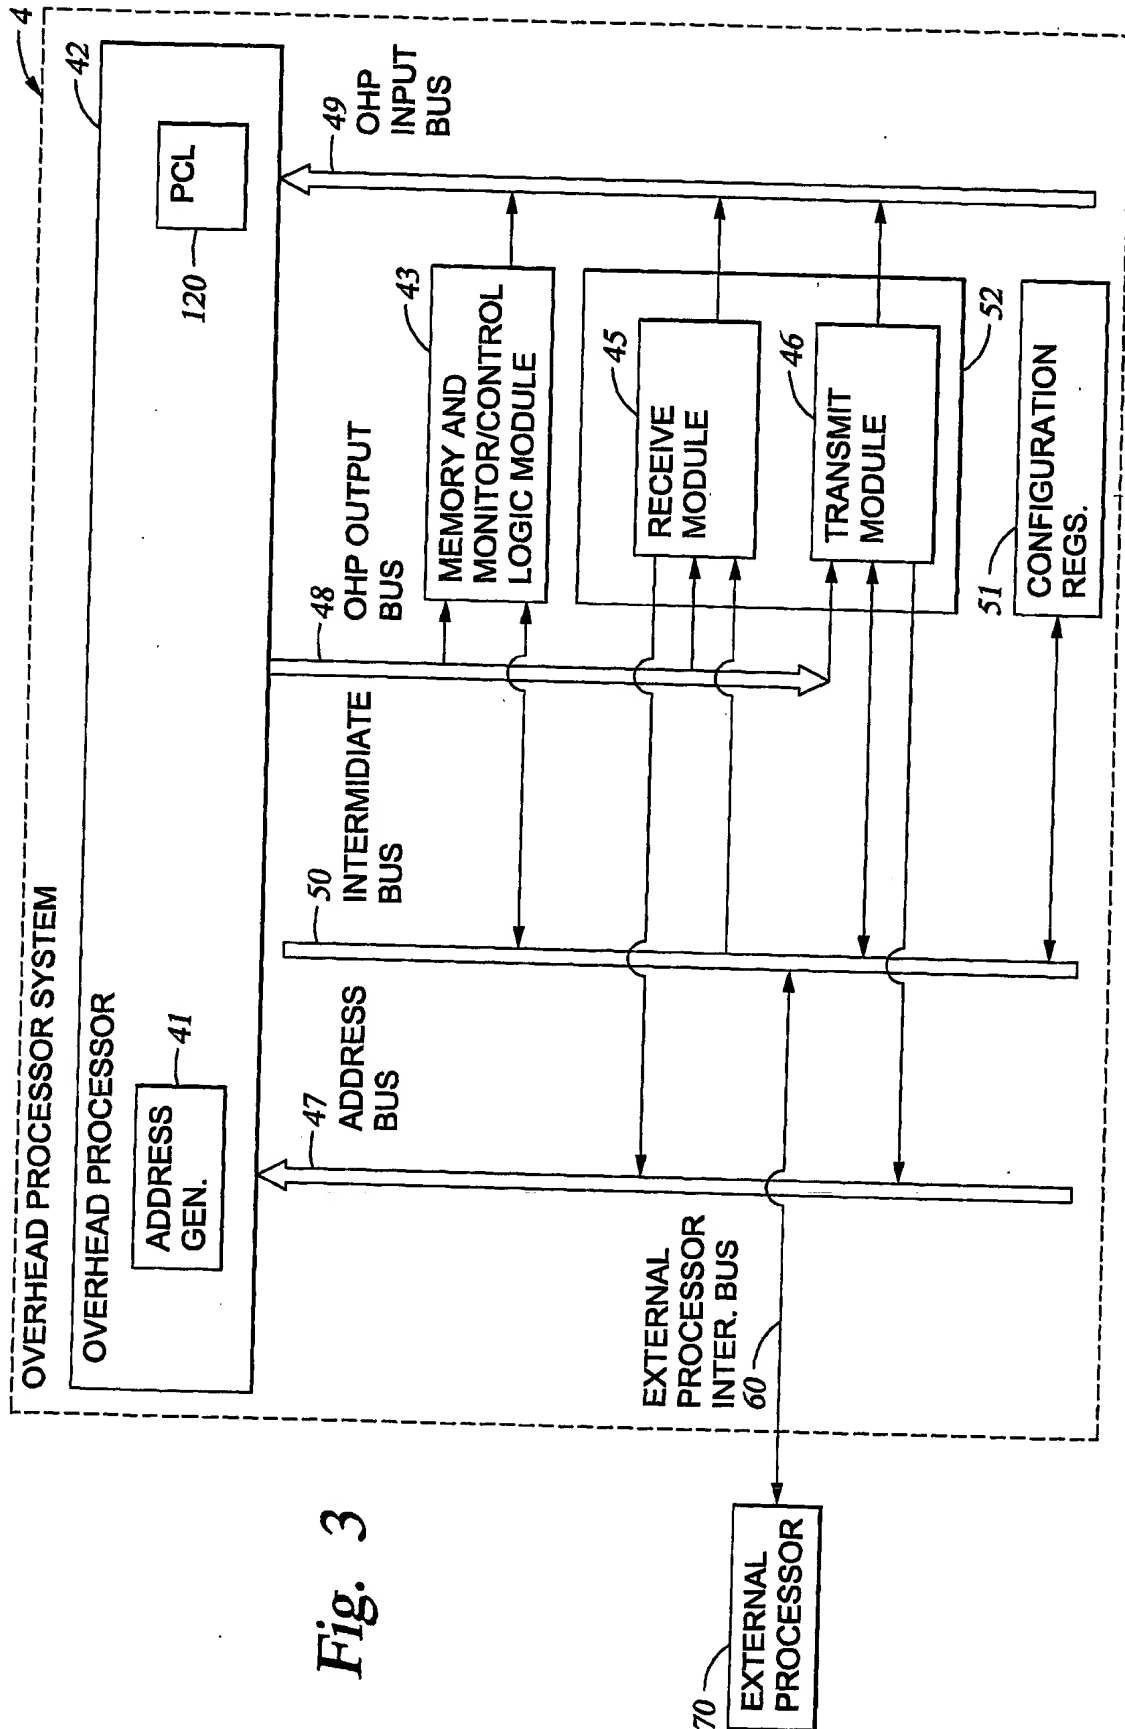 4
OVERHEAD PROCESSOR SYSTEM
42
OVERHEAD PROCESSOR
41
ADDRESS
GEN.
PCL
120
47
ADDRESS
BUS
50
INTERMIDIATE
BUS
48
OHP OUTPUT
BUS
49
OHP
INPUT
BUS
43
MEMORY AND
MONITOR/CONTROL
LOGIC MODULE
45
RECEIVE
MODULE
46
TRANSMIT
MODULE
52
51
CONFIGURATION
REGS.
EXTERNAL
PROCESSOR
INTER. BUS
60
70
EXTERNAL
PROCESSOR
Fig. 3